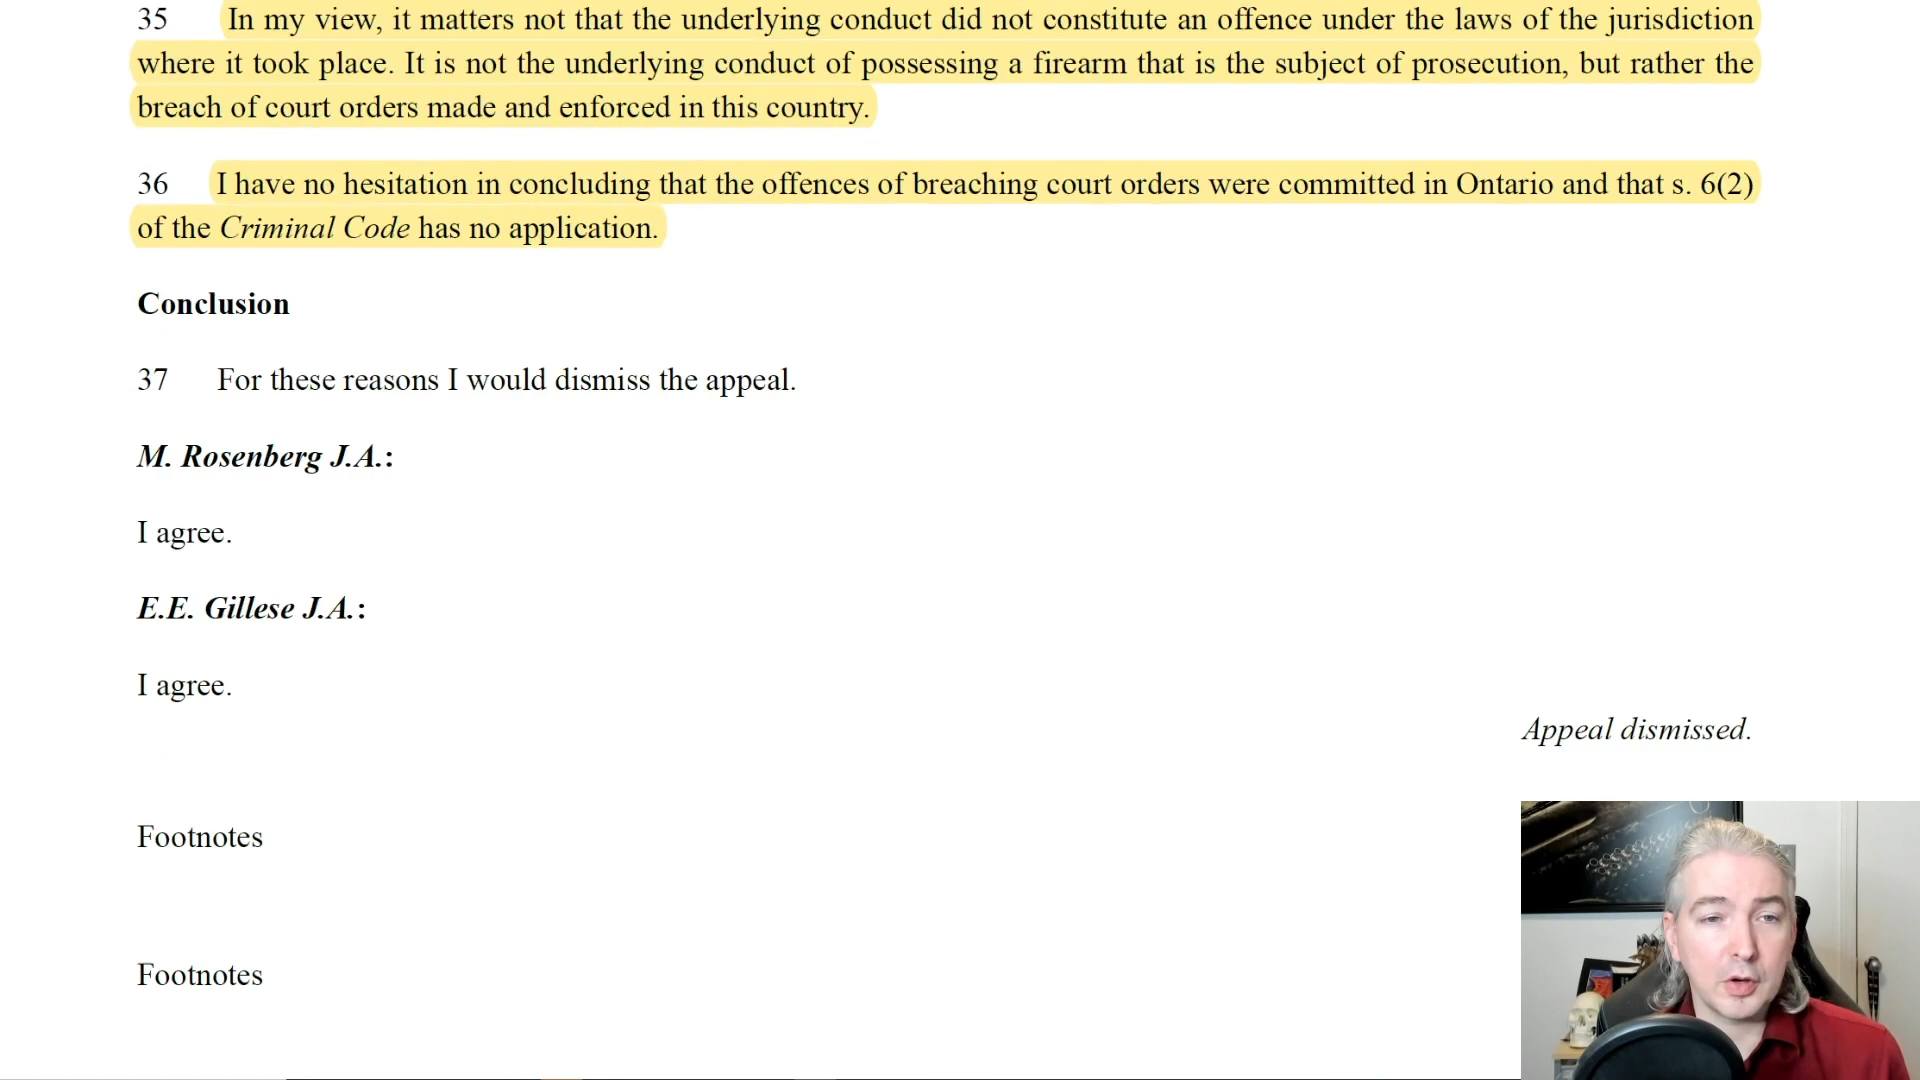 35 In my view, it matters not that the underlying conduct did not constitute an offence under the laws of the jurisdiction
where it took place. It is not the underlying conduct of possessing a firearm that is the subject of prosecution, but rather the
breach of court orders made and enforced in this country.
36 I have no hesitation in concluding that the offences of breaching court orders were committed in Ontario and that s. 6(2)
of the Criminal Code has no application.
Conclusion
37 For these reasons I would dismiss the appeal.
M. Rosenberg J.A.:
I agree.
E.E. Gillese J.A.:
I agree.
Appeal dismissed.
Footnotes
Footnotes